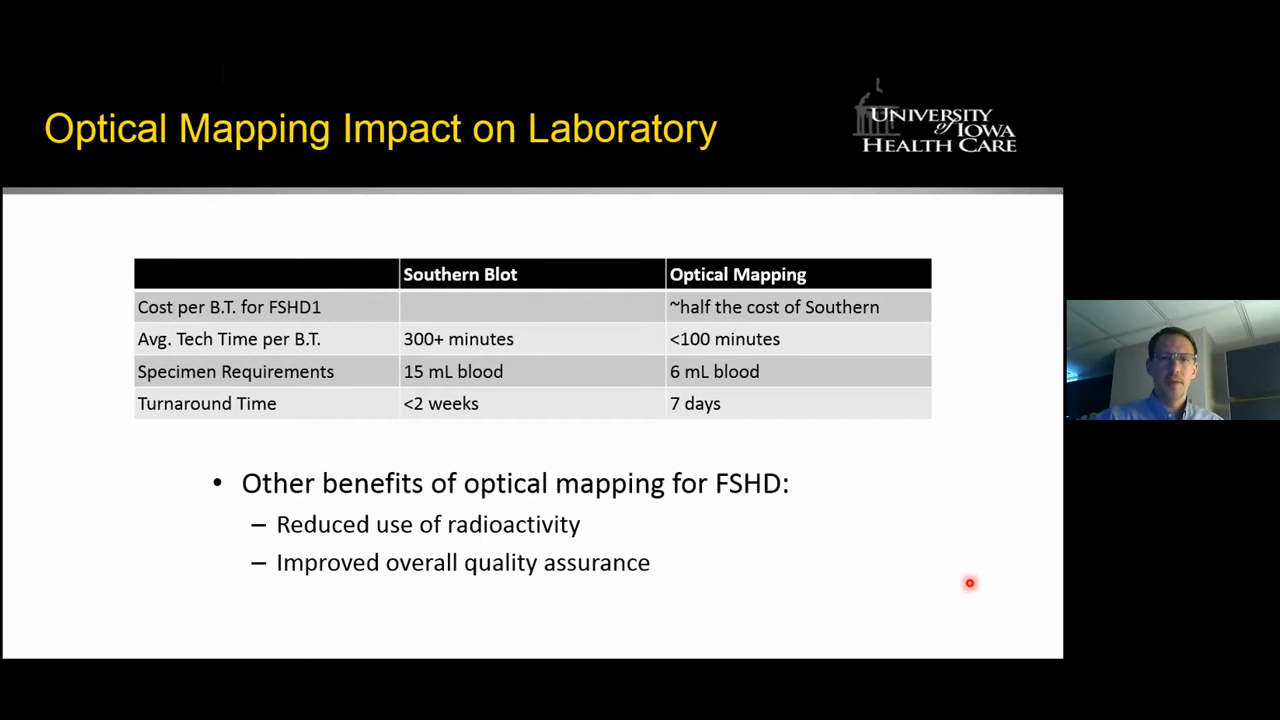 Optical Mapping Impact on Laboratory
UNIVERSITY
of IOWA
HEALTH CARE
Southern Blot Optical Mapping
Cost per B.T. for FSHD1 ~half the cost of Southern
Avg. Tech Time per B.T. 300+ minutes <100 minutes
Specimen Requirements 15 mL blood 6 mL blood
Turnaround Time <2 weeks 7 days
• Other benefits of optical mapping for FSHD:
– Reduced use of radioactivity
– Improved overall quality assurance